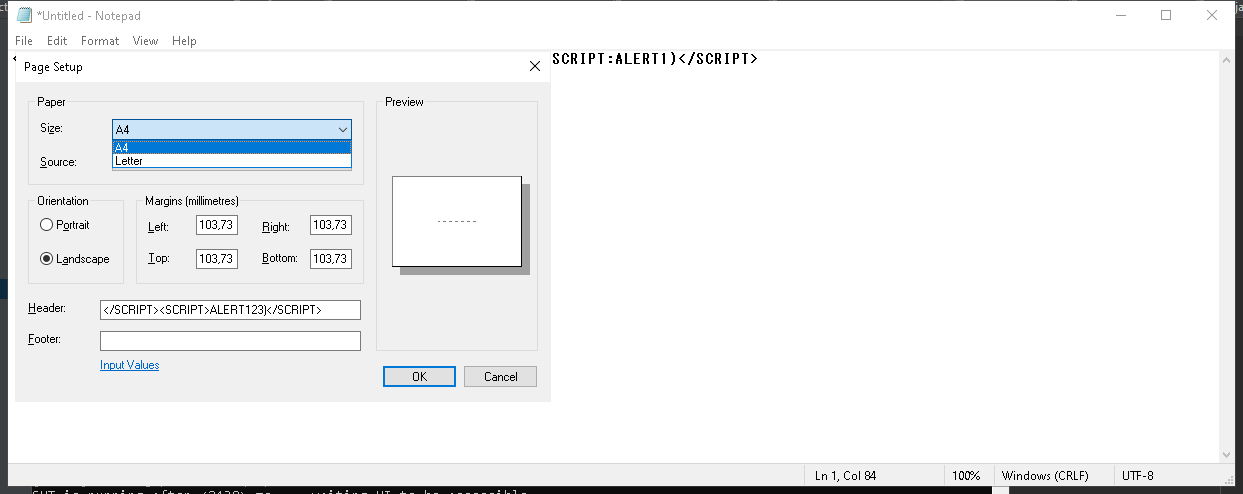 *Untitled - Notepad
File Edit Format View Help
SCRIPT:ALERT1)</SCRIPT>
Page Setup
Paper
Size:
A4
A4
Letter
Source:
Orientation
Portrait
Landscape
Margins (millimetres)
Left: 103,73 Right: 103,73
Top: 103,73 Bottom: 103,73
Header: </SCRIPT><SCRIPT>ALERT123)</SCRIPT>
Footer:
Input Values
Preview
OK Cancel
Ln 1, Col 84 100% Windows (CRLF) UTF-8